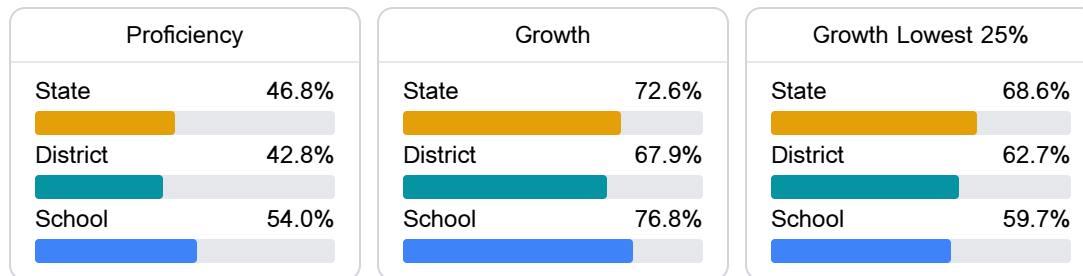 Proficiency
State 46.8%
District 42.8%
School 54.0%
Growth
State 72.6%
District 67.9%
School 76.8%
Growth Lowest 25%
State 68.6%
District 62.7%
School 59.7%